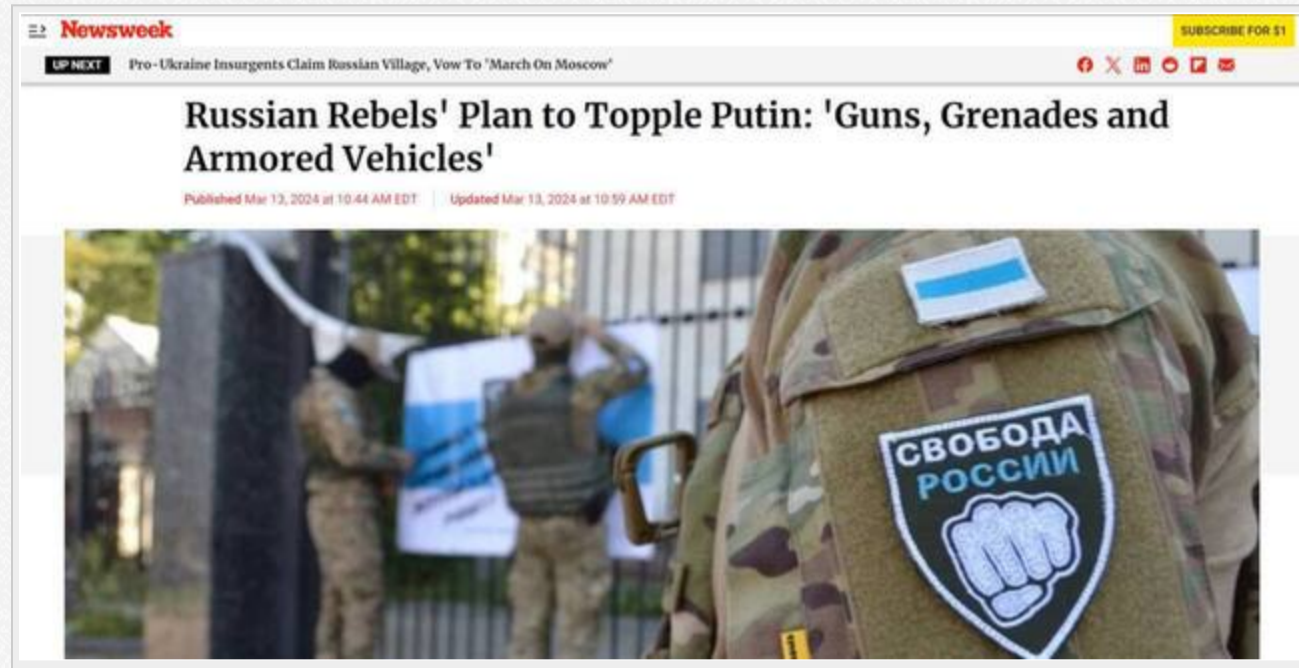 Newsweek
SUBSCRIBE FOR $1
UP NEXT Pro-Ukraine Insurgents Claim Russian Village, Vow To 'March On Moscow'
Russian Rebels' Plan to Topple Putin: 'Guns, Grenades and
Armored Vehicles'
Published Mar 13, 2024 at 10:44 AM EDT Updated Mar 13, 2024 at 10:59 AM EDT
СВОБОДА
РОССИИ